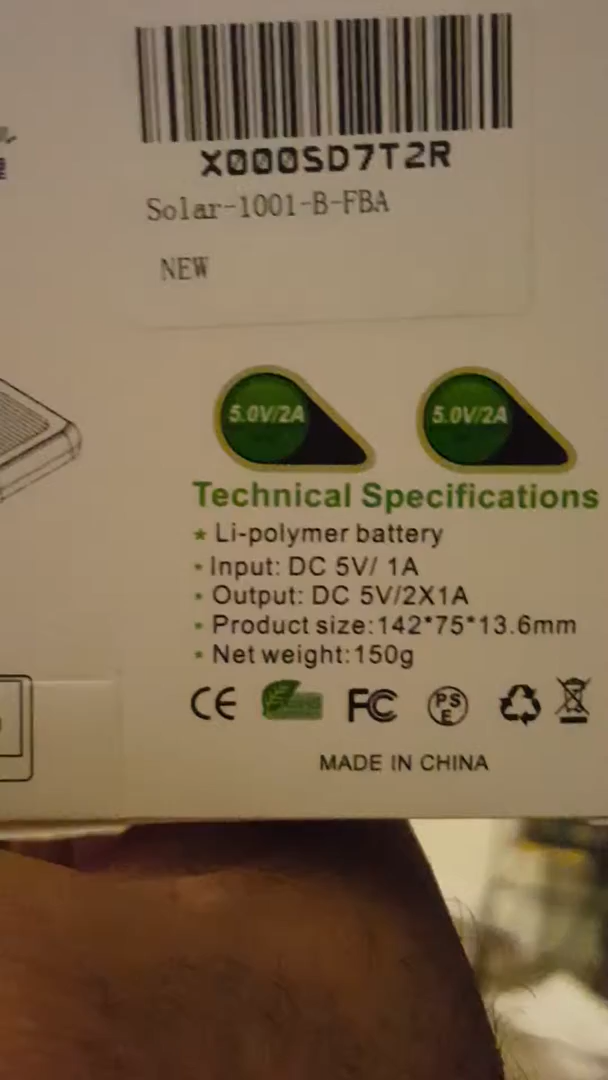 X000SD7T2R
Solar-1001-B-FBA
NEW
5.0V/2A 5.0V/2A
Technical Specifications
* Li-polymer battery
• Input: DC 5V/ 1A
• Output: DC 5V/2X1A
• Product size:142*75*13.6mm
• Net weight:150g
CE FC PSE
MADE IN CHINA